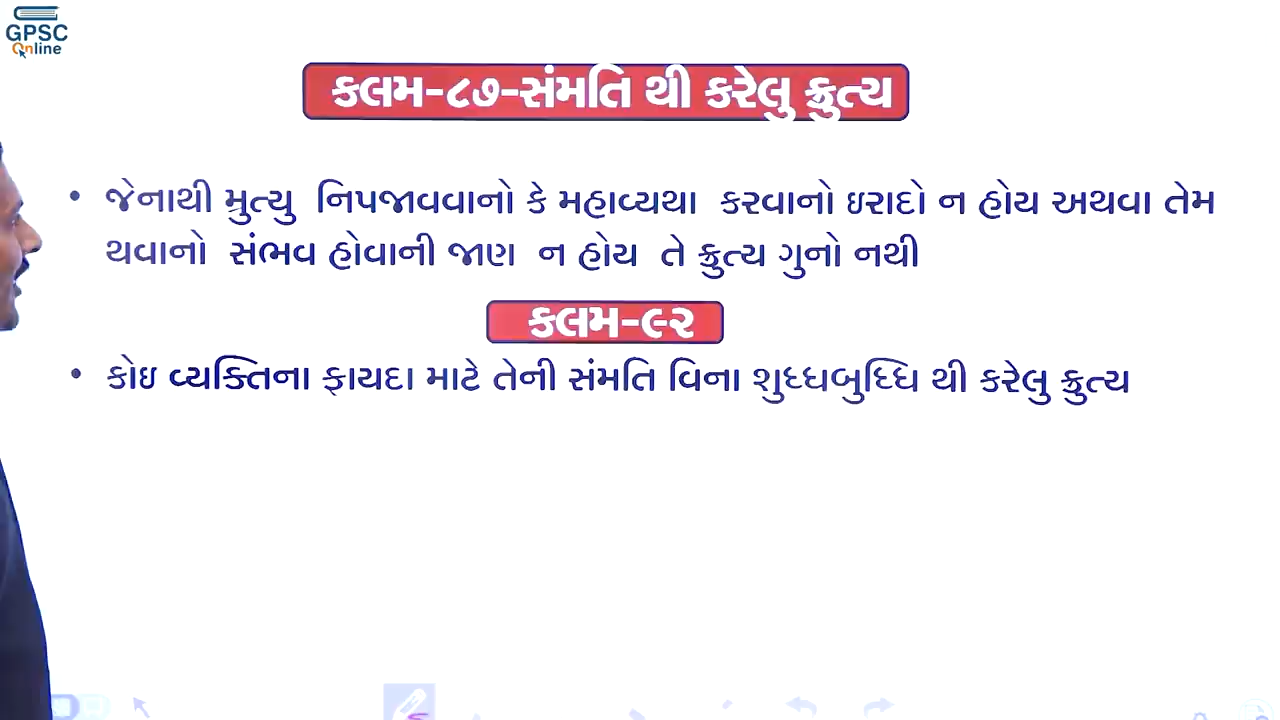 GPSC
Online
કલમ-૮૭-સંમતિ થી કરેલુ ક્રુત્ય
• જેનાથી મ્રુત્યુ નિપજાવવાનો કે મહાવ્યથા કરવાનો ઇરાદો ન હોય અથવા તેમ
થવાનો સંભવ હોવાની જાણ ન હોય તે ક્રુત્ય ગુનો નથી
કલમ-૯૨
• કોઇ વ્યક્તિના ફાયદા માટે તેની સંમતિ વિના શુધ્ધબુધ્ધિ થી કરેલુ ક્રુત્ય